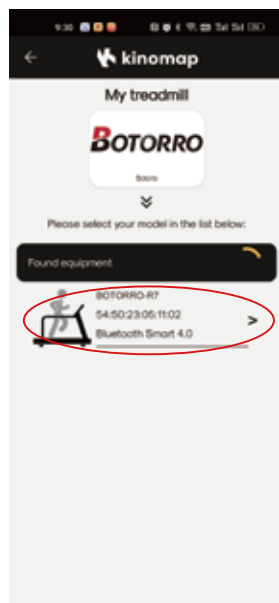 9:30
kinomap
My treadmill
BOTORRO
Botorro
Please select your model in the list below:
Found equipment
BOTORRO-R7
54:50:23:05:11:02
Bluetooth Smart 4.0
>